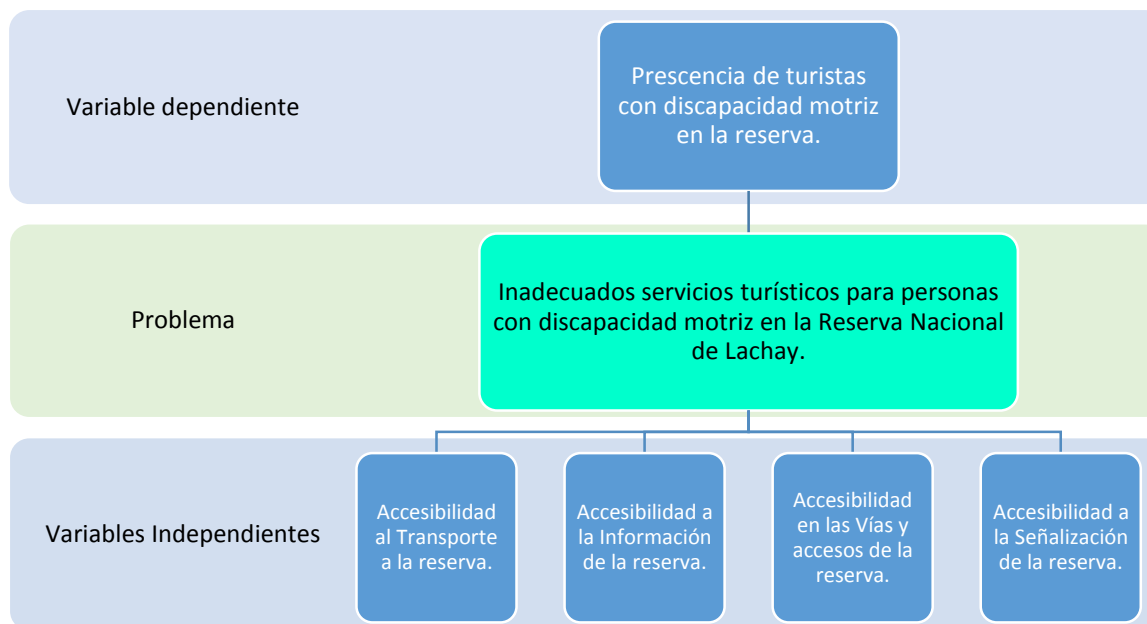 Variable dependiente
Prescencia de turistas
con discapacidad motriz
en la reserva.
Problema
Inadecuados servicios turísticos para personas
con discapacidad motriz en la Reserva Nacional
de Lachay.
Variables Independientes
Accesibilidad
al Transporte
a la reserva.
Accesibilidad a
la Información
de la reserva.
Accesibilidad
en las Vías y
accesos de la
reserva.
Accesibilidad a
la Señalización
de la reserva.